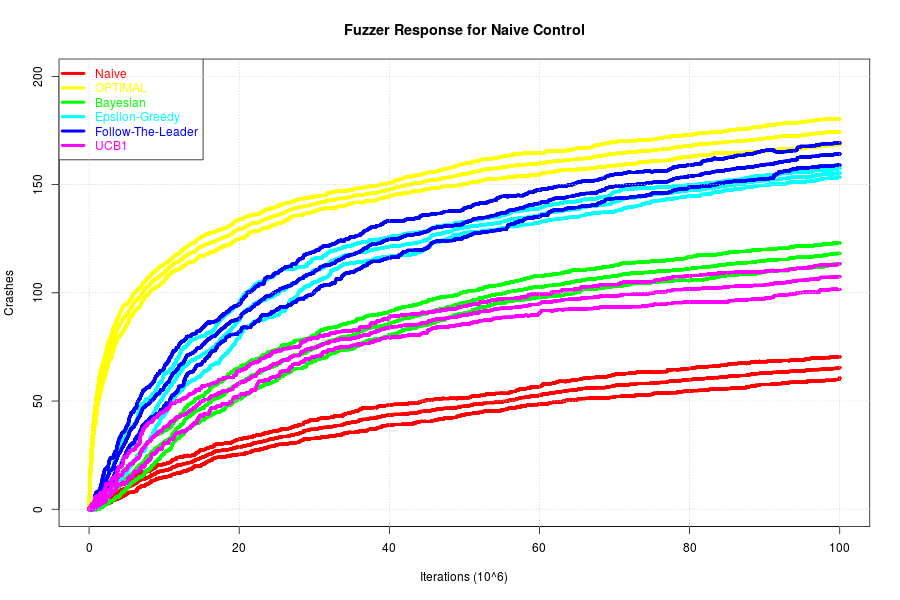 Fuzzer Response for Naive Control
200
150
100
50
0
Crashes
Naive
OPTIMAL
Bayesian
Epsilon-Greedy
Follow-The-Leader
UCB1
0 20 40 60 80 100
Iterations (10^6)